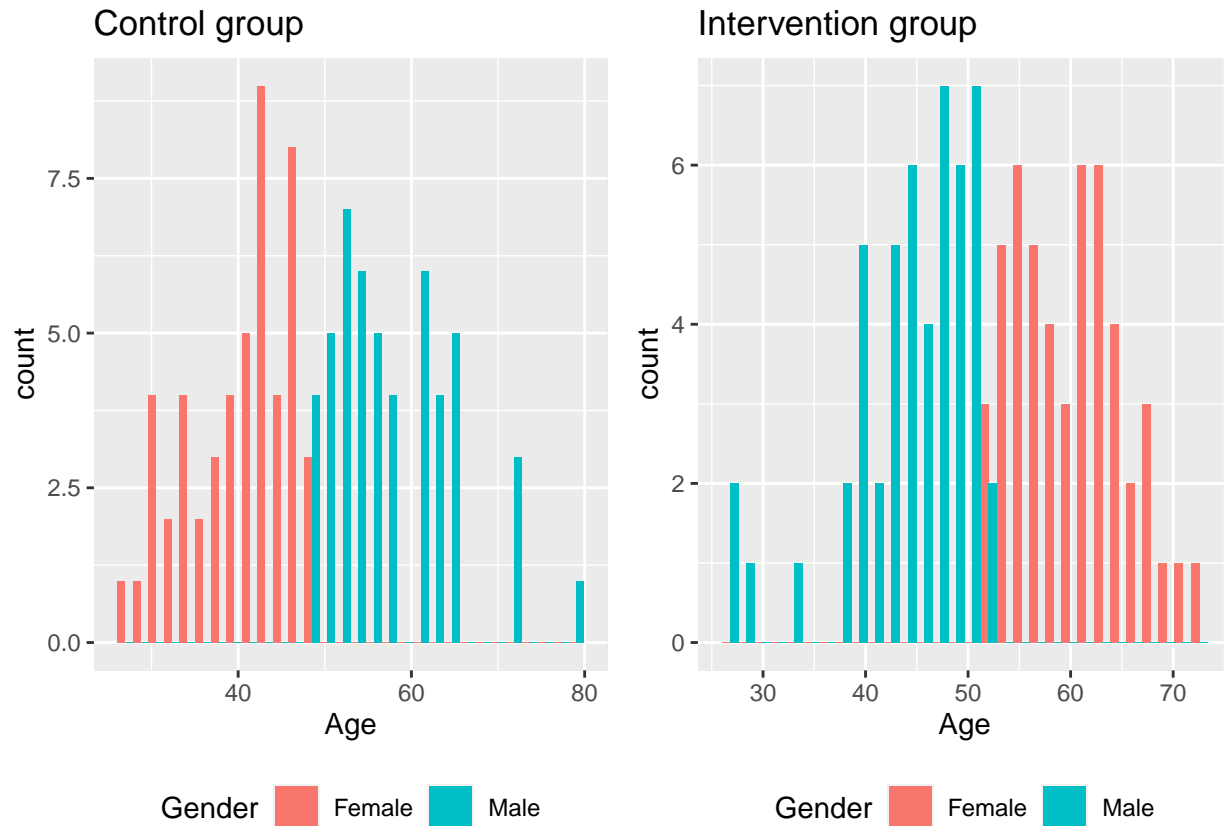 Control group
7.5
5.0
2.5
0.0
count
40 60 80
Age
Gender Female Male
Intervention group
6
4
2
0
count
30 40 50 60 70
Age
Gender Female Male